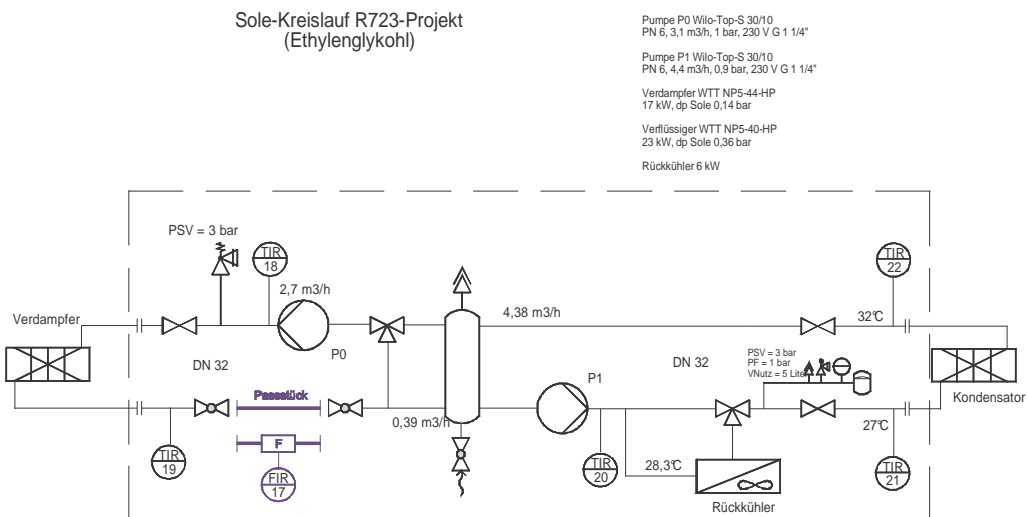 Sole-Kreislauf R723-Projekt
(Ethylenglykohl)
Pumpe P0 Wilo-Top-S 30/10
PN 6, 3,1 m3/h, 1 bar, 230 V G 1 1/4"
Pumpe P1 Wilo-Top-S 30/10
PN 6, 4,4 m3/h, 0,9 bar, 230 V G 1 1/4"
Verdampfer WTT NP5-44-HP
17 kW, dp Sole 0,14 bar
Verflüssiger WTT NP5-40-HP
23 kW, dp Sole 0,36 bar
Rückkühler 6 kW
PSV = 3 bar
TIR
18
TIR
22
2,7 m3/h
Verdampfer
4,38 m3/h
32℃
P0
DN 32
DN 32
PSV = 3 bar
PF = 1 bar
VNutz = 5 Lite
P1
Kondensator
Passstück
0,39 m3/h
27℃
F
TIR
19
FIR
17
TIR
20
28,3℃
TIR
21
Rückkühler